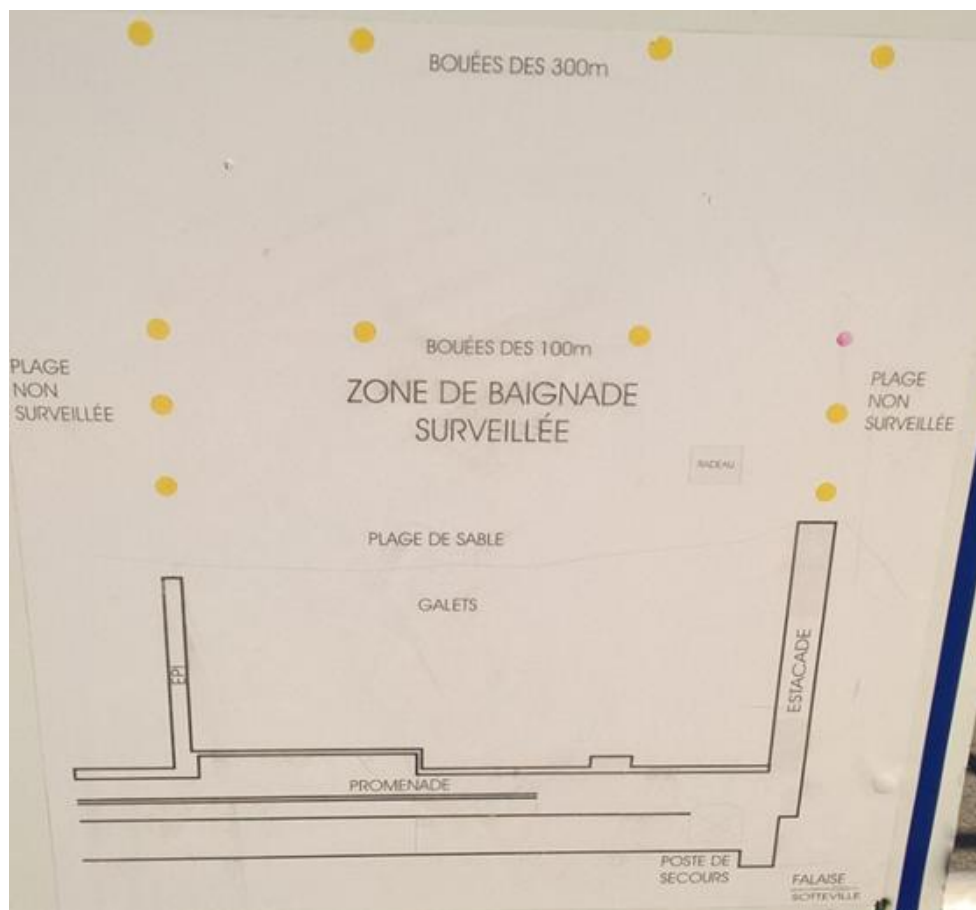 BOUÉES DES 300m
BOUÉES DES 100m
PLAGE
NON
SURVEILLÉE
ZONE DE BAIGNADE
SURVEILLÉE
PLAGE
NON
SURVEILLÉE
RADEAU
PLAGE DE SABLE
GALETS
EPI
ESTACADE
PROMENADE
POSTE DE
SECOURS
FALAISE
SOTTEVILLE